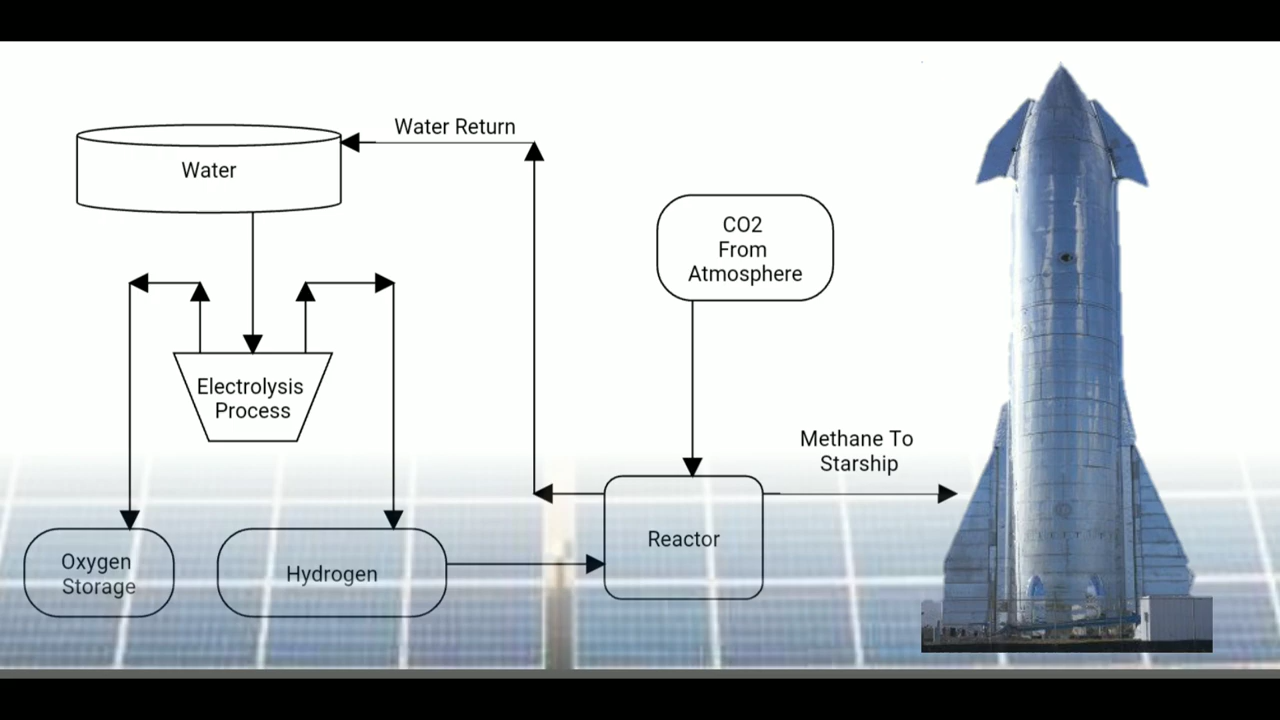 Water Return
Water
CO2
From
Atmosphere
Electrolysis
Process
Methane To
Starship
Oxygen
Storage
Hydrogen
Reactor